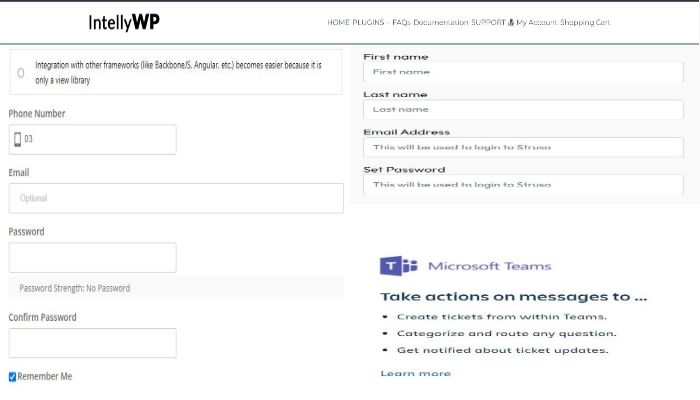 IntellyWP
HOME PLUGINS - FAQs Documentation SUPPORT My Account Shopping Cart
Integration with other frameworks (like Backbone/S, Angular, etc.) becomes easier because it is
only a view library
Phone Number
03
Email
Optional
Password
Password Strength: No Password
Confirm Password
Remember Me
First name
First name
Last name
Last name
Email Address
This will be used to login to Struso
Set Password
This will be used to login to Struso
Microsoft Teams
Take actions on messages to ...
• Create tickets from within Teams.
• Categorize and route any question.
• Get notified about ticket updates.
Learn more